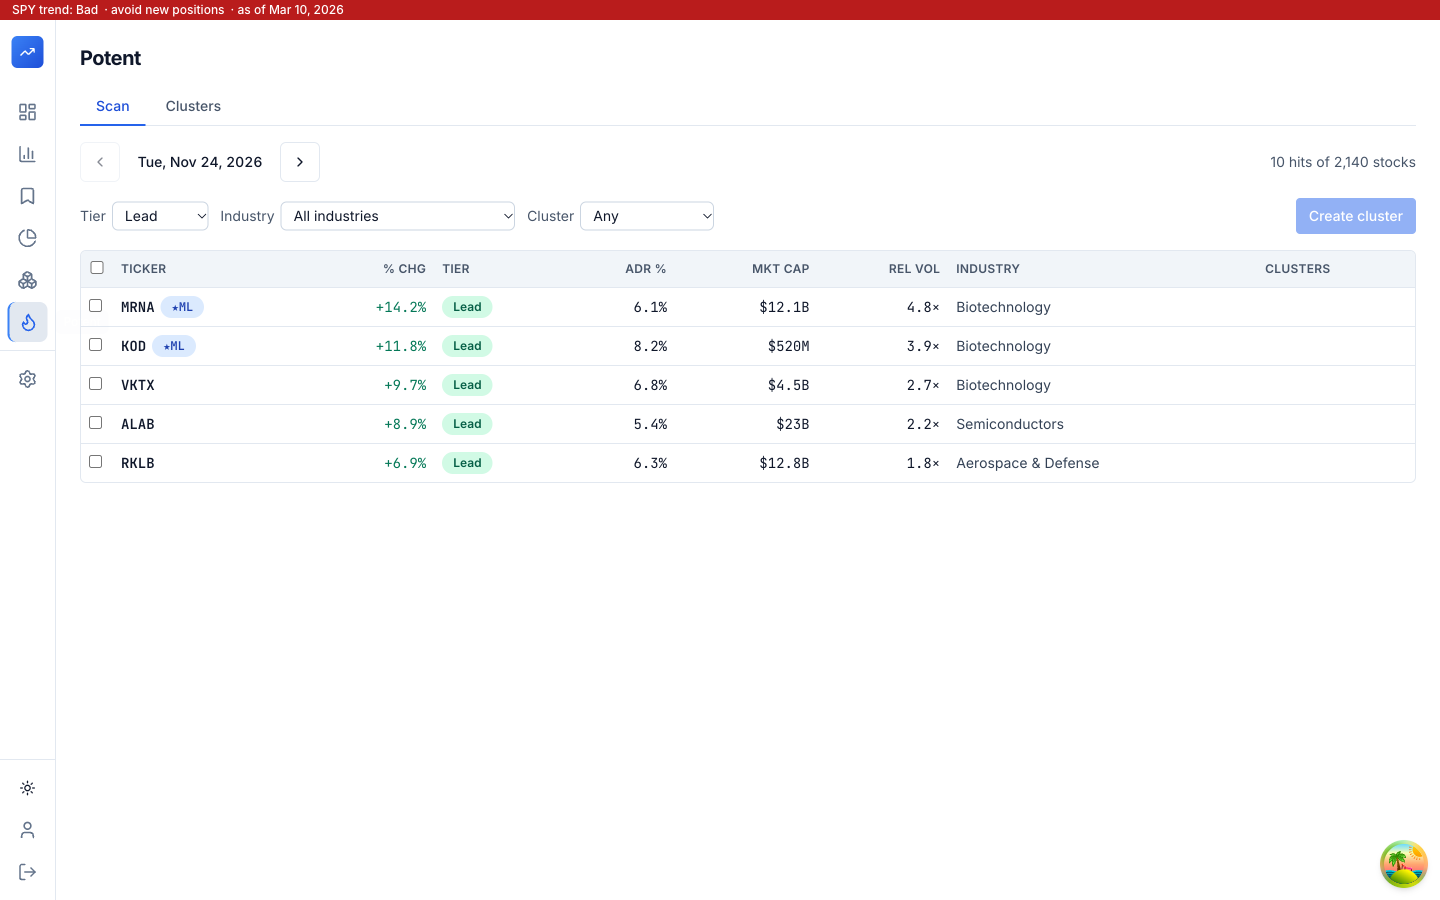 SPY trend: Bad · avoid new positions · as of Mar 10, 2026
Potent
Scan Clusters
Tue, Nov 24, 2026 10 hits of 2,140 stocks
Tier Lead Industry All industries Cluster Any Create cluster
TICKER % CHG TIER ADR % MKT CAP REL VOL INDUSTRY CLUSTERS
MRNA ★ML +14.2% Lead 6.1% $12.1B 4.8× Biotechnology
KOD ★ML +11.8% Lead 8.2% $520M 3.9× Biotechnology
VKTX +9.7% Lead 6.8% $4.5B 2.7× Biotechnology
ALAB +8.9% Lead 5.4% $23B 2.2× Semiconductors
RKLB +6.9% Lead 6.3% $12.8B 1.8× Aerospace & Defense